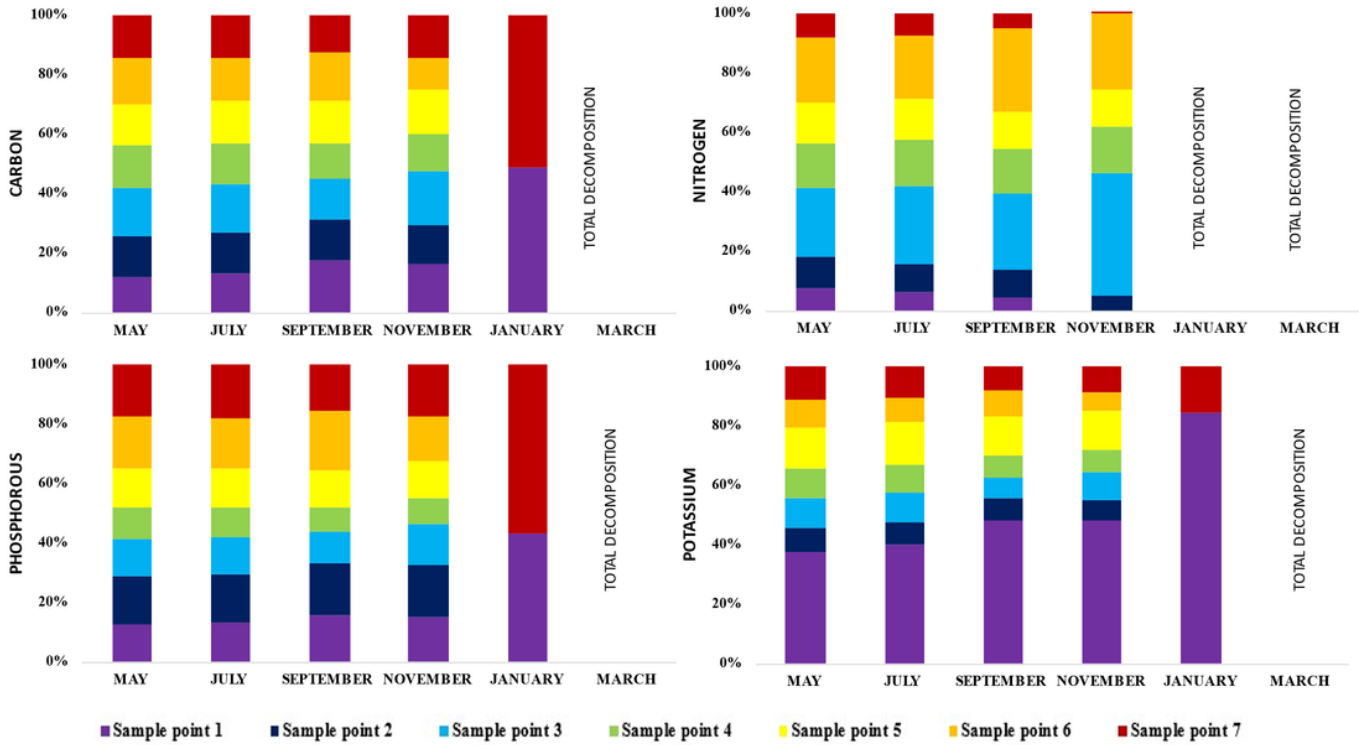 100%
80%
60%
40%
20%
0%
CARBON
TOTAL DECOMPOSITION
MAY JULY SEPTEMBER NOVEMBER JANUARY MARCH
100%
80%
60%
40%
20%
0%
NITROGEN
TOTAL DECOMPOSITION
TOTAL DECOMPOSITION
MAY JULY SEPTEMBER NOVEMBER JANUARY MARCH
100%
80%
60%
40%
20%
0%
PHOSPHOROUS
TOTAL DECOMPOSITION
MAY JULY SEPTEMBER NOVEMBER JANUARY MARCH
100%
80%
60%
40%
20%
0%
POTASSIUM
TOTAL DECOMPOSITION
MAY JULY SEPTEMBER NOVEMBER JANUARY MARCH
Sample point 1 Sample point 2 Sample point 3 Sample point 4 Sample point 5 Sample point 6 Sample point 7